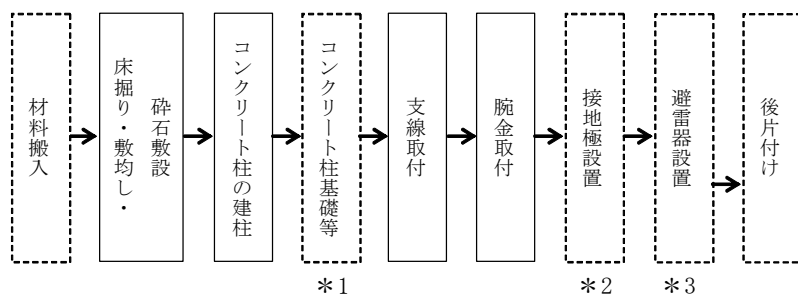 材料搬入
床掘り・敷均し・
砕石敷設
コンクリート柱の建柱
コンクリート柱基礎等
支線取付
腕金取付
接地極設置
避雷器設置
後片付け
＊1
＊2
＊3